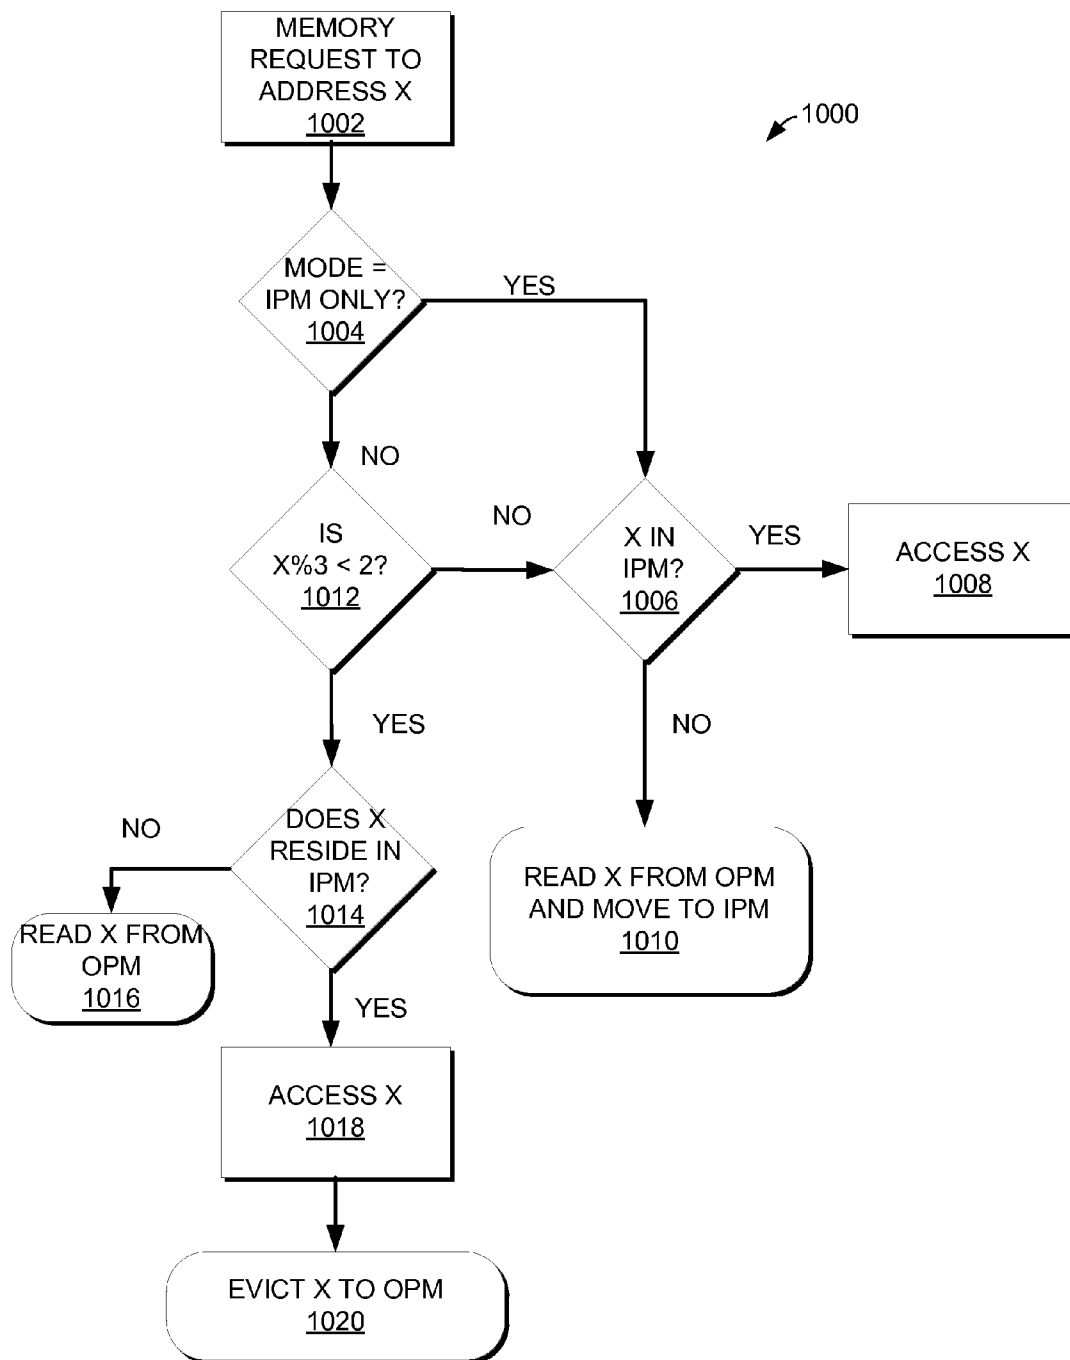 MEMORY
REQUEST TO
ADDRESS X
1002
1000
MODE =
IPM ONLY?
1004
YES
NO
IS
X%3 < 2?
1012
NO
X IN
IPM?
1006
YES
ACCESS X
1008
YES
NO
DOES X
RESIDE IN
IPM?
1014
NO
READ X FROM OPM
AND MOVE TO IPM
1010
READ X FROM
OPM
1016
YES
ACCESS X
1018
EVICT X TO OPM
1020